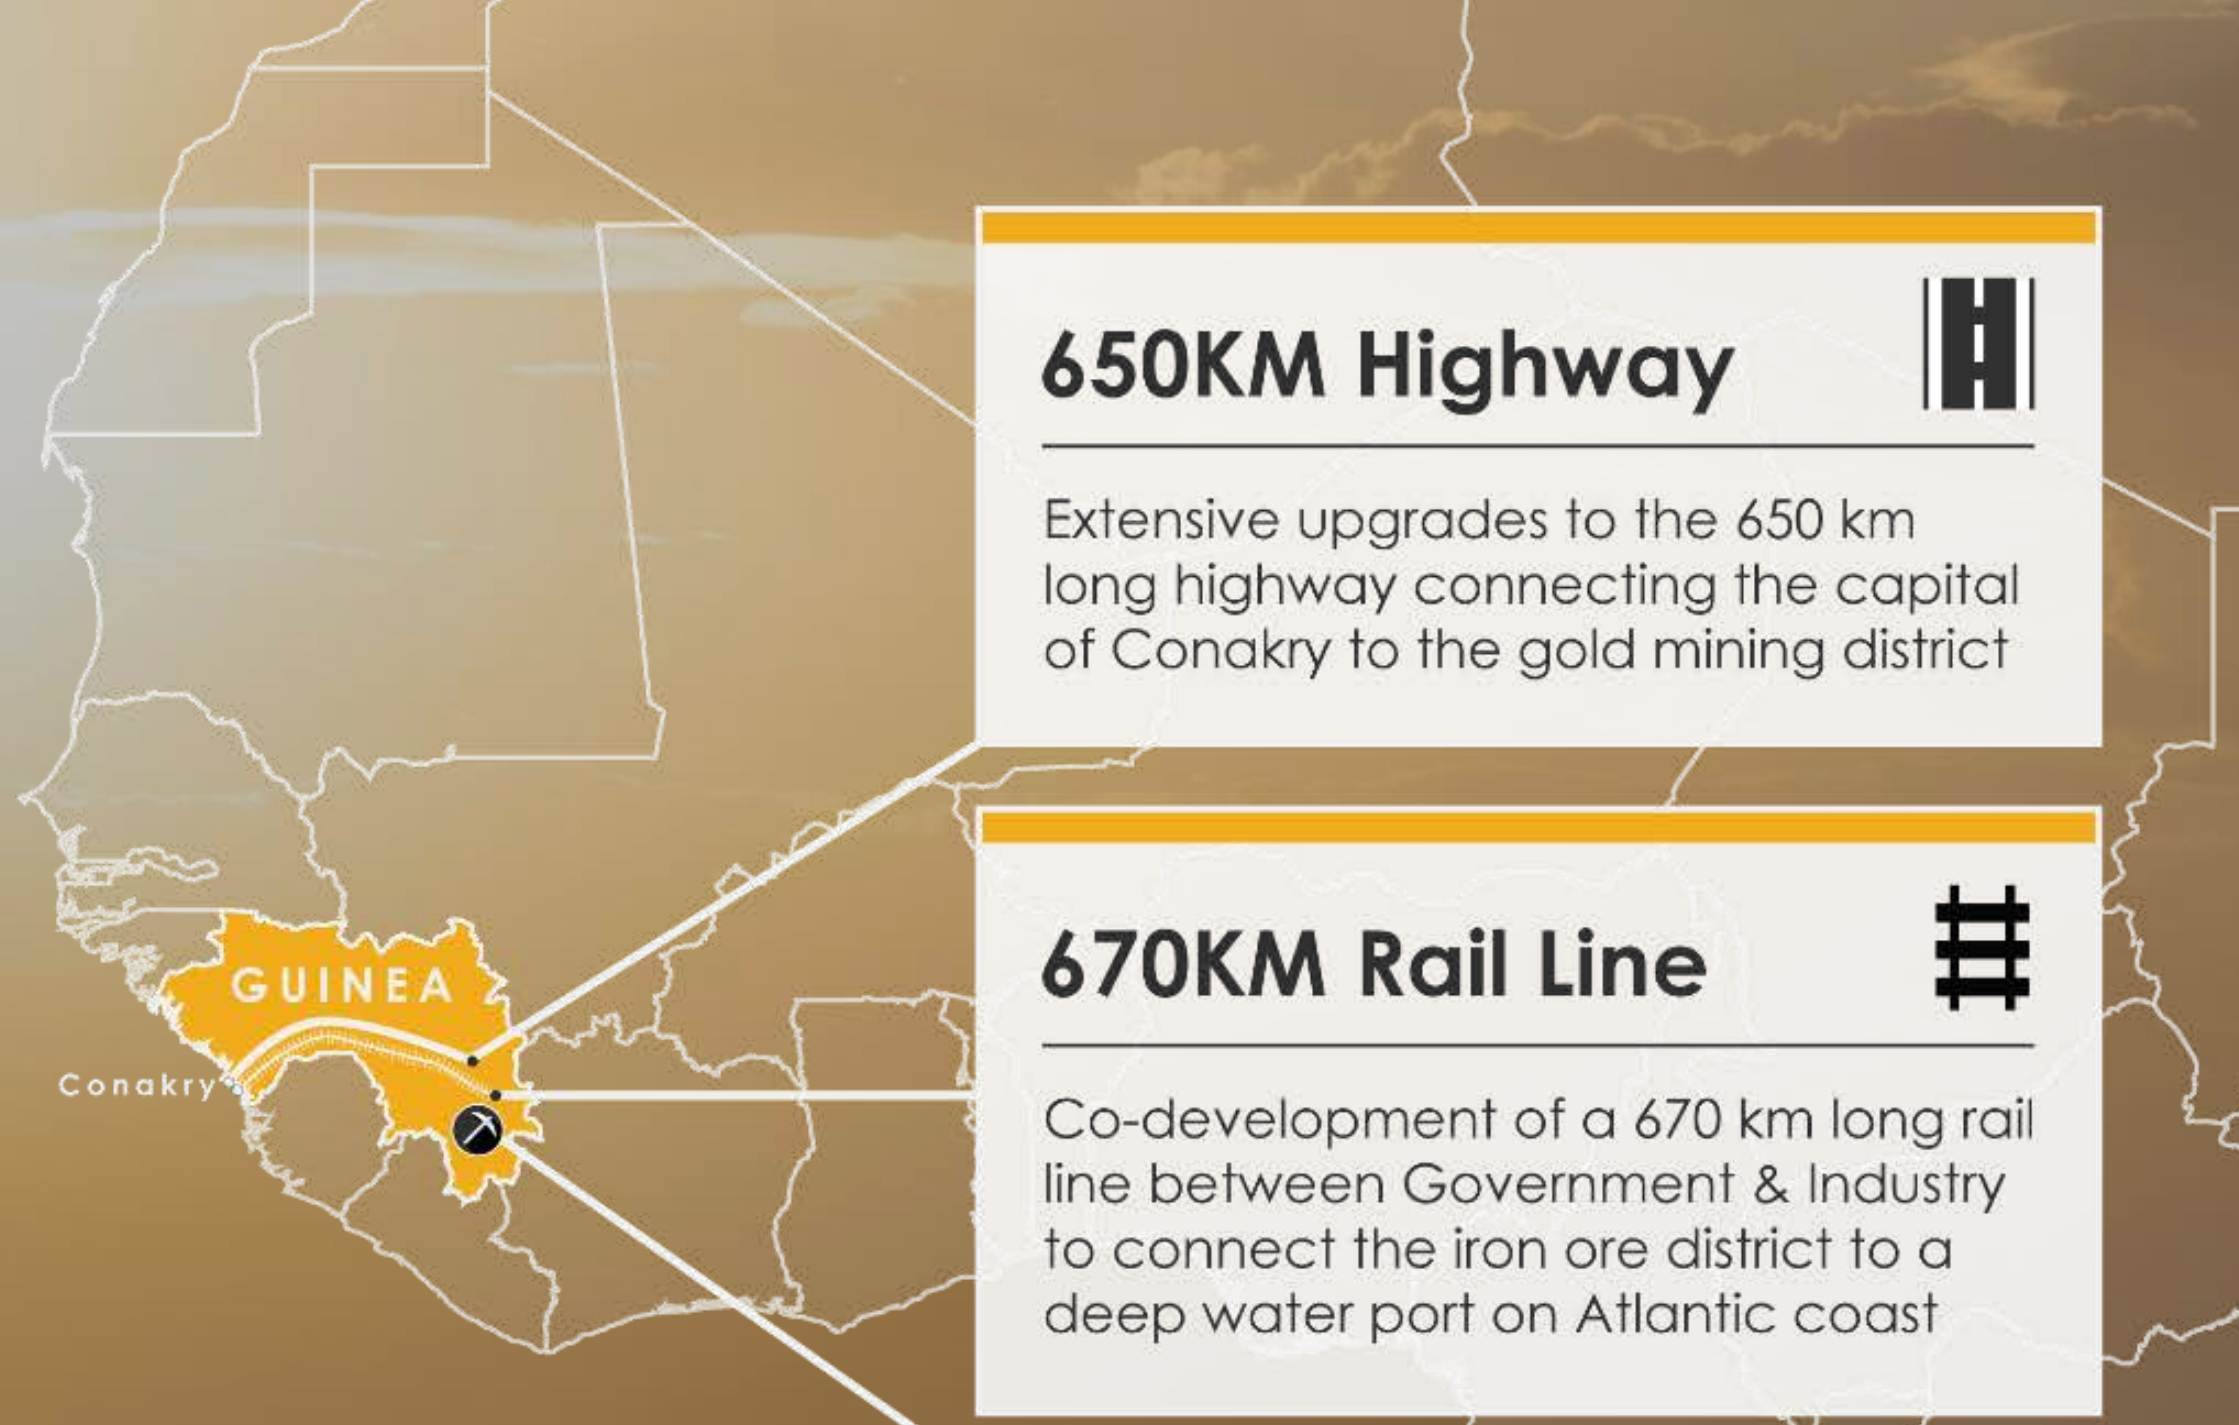 650KM Highway
Extensive upgrades to the 650 km
long highway connecting the capital
of Conakry to the gold mining district
670KM Rail Line
Co-development of a 670 km long rail
line between Government & Industry
to connect the iron ore district to a
deep water port on Atlantic coast
GUINEA
Conakry